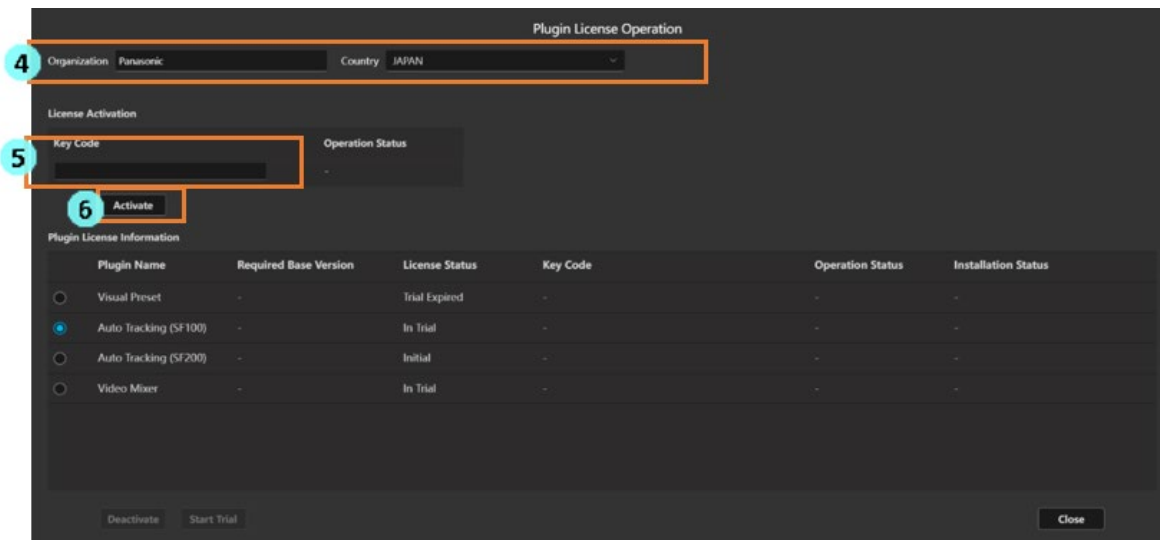 Plugin License Operation
4 Organization Panasonic Country JAPAN
License Activation
5 Key Code Operation Status
-
6 Activate
Plugin License Information
Plugin Name Required Base Version License Status Key Code Operation Status Installation Status
Visual Preset - Trial Expired - - -
Auto Tracking (SF100) - In Trial - - -
Auto Tracking (SF200) - Initial - - -
Video Mixer - In Trial - - -
Deactivate Start Trial Close